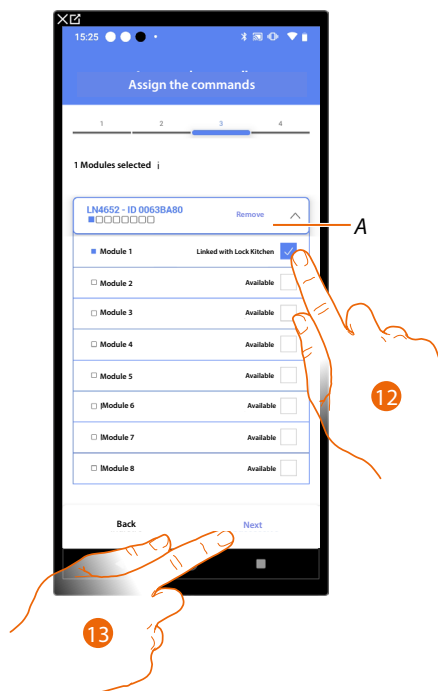 15:25
Assign the commands
1 2 3 4
1 Modules selected i
LN4652 - ID 0063BA80
Remove
A
Module 1 Linked with Lock Kitchen
Module 2 Available
Module 3 Available
Module 4 Available
Module 5 Available
Module 6 Available
Module 7 Available
Module 8 Available
12
Back Next
13